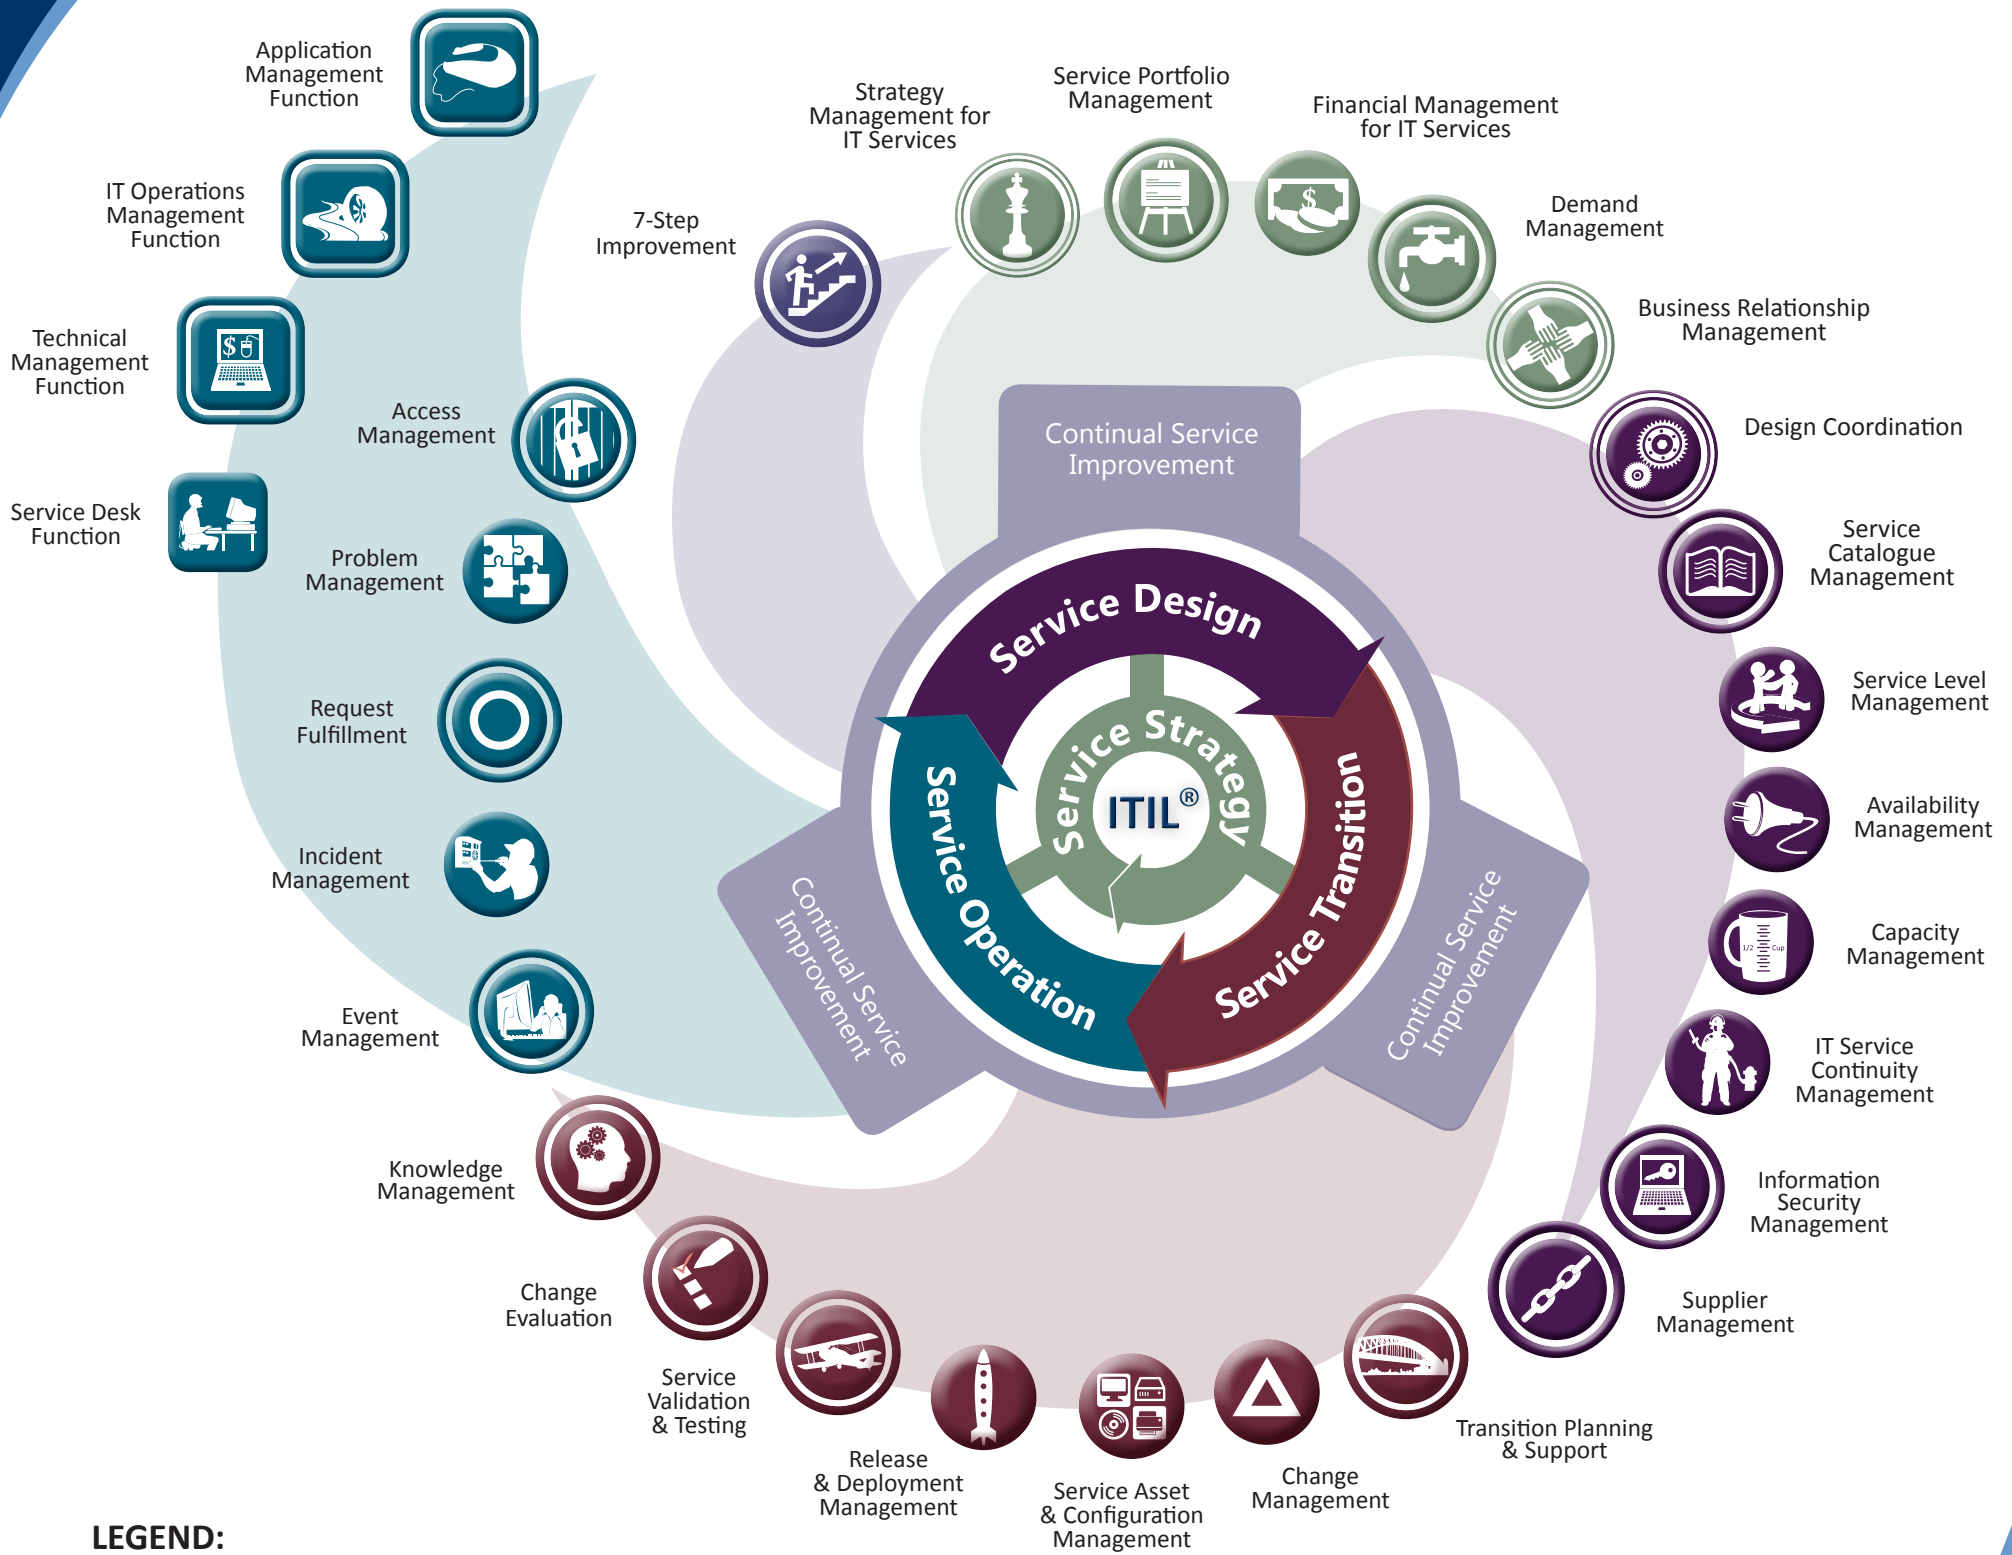 Application
Management
Function
IT Operations
Management
Function
Technical
Management
Function
Service Desk
Function
Access
Management
Problem
Management
Request
Fulfillment
Incident
Management
Event
Management
7-Step
Improvement
Strategy
Management for
IT Services
Service Portfolio
Management
Financial Management
for IT Services
$
Demand
Management
Business Relationship
Management
Design Coordination
Service
Catalogue
Management
Service Level
Management
Availability
Management
Capacity
Management
1/2 Cup
IT Service
Continuity
Management
Information
Security
Management
Supplier
Management
Transition Planning
& Support
Change
Management
Service Asset
& Configuration
Management
Release
& Deployment
Management
Service
Validation
& Testing
Change
Evaluation
Knowledge
Management
$
Continual Service
Improvement
Continual Service
Improvement
Continual Service
Improvement
Service Design
Service Transition
Service Operation
Service Strategy
ITIL®
LEGEND: